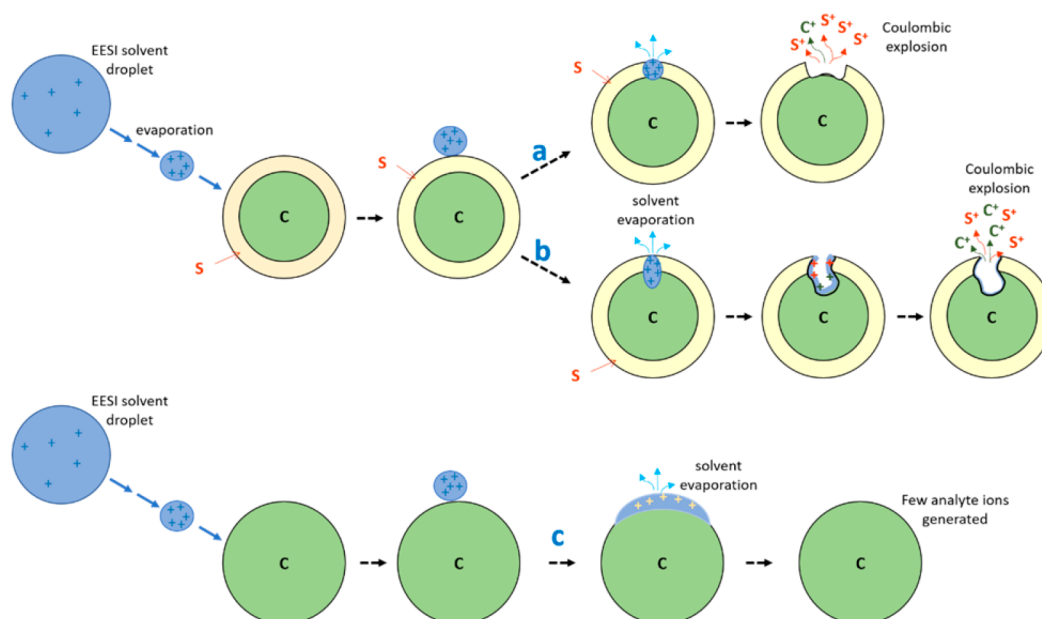 EESI solvent
droplet
evaporation
S
C
S
C
a
S
C
S⁺
C⁺
S⁺
S⁺
S⁺
Coulombic
explosion
C
b
solvent
evaporation
C
S
C
Coulombic
explosion
S⁺
C⁺
S⁺
C⁺
C⁺
S⁺
C
EESI solvent
droplet
C
C
c
solvent
evaporation
C
Few analyte ions
generated
C